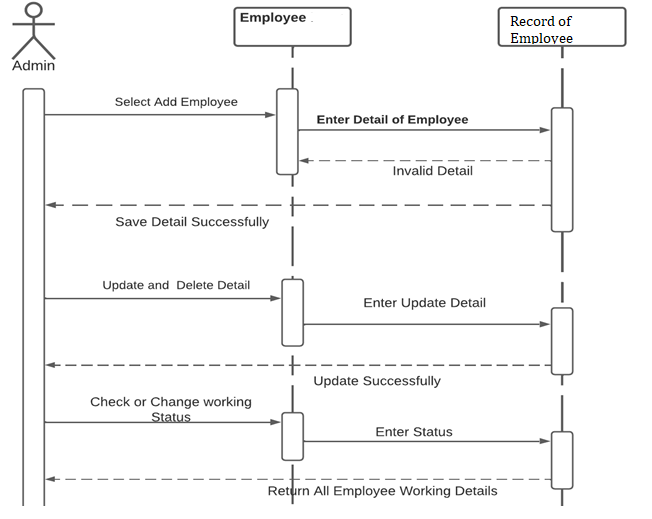 Employee .
Record of
Employee
Admin
Select Add Employee
Enter Detail of Employee
Invalid Detail
Save Detail Successfully
Update and Delete Detail
Enter Update Detail
Update Successfully
Check or Change working
Status
Enter Status
Return All Employee Working Details